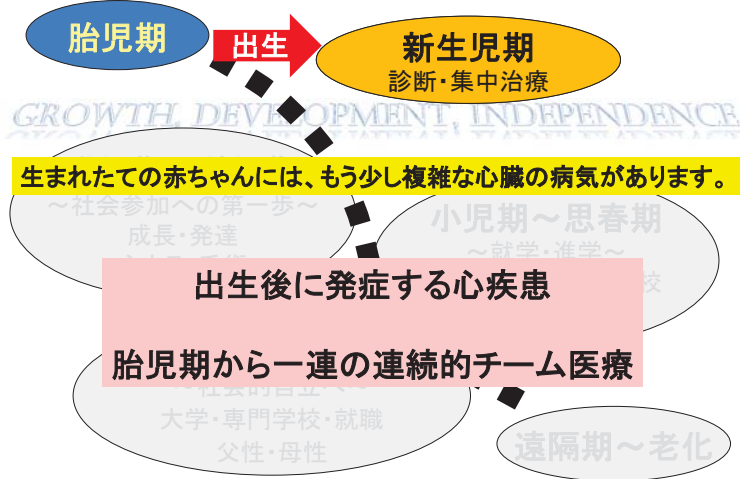 胎児期
出生
新生児期
診断・集中治療
GROWTH, DEVELOPMENT, INDEPENDENCE
生まれたての赤ちゃんには、もう少し複雑な心臓の病気があります。
～社会参加への第一歩～
成長・発達
小児期～思春期
～就学・進学～
校
出生後に発症する心疾患
胎児期から一連の連続的チーム医療
大学・専門学校・就職
父性・母性
遠隔期～老化